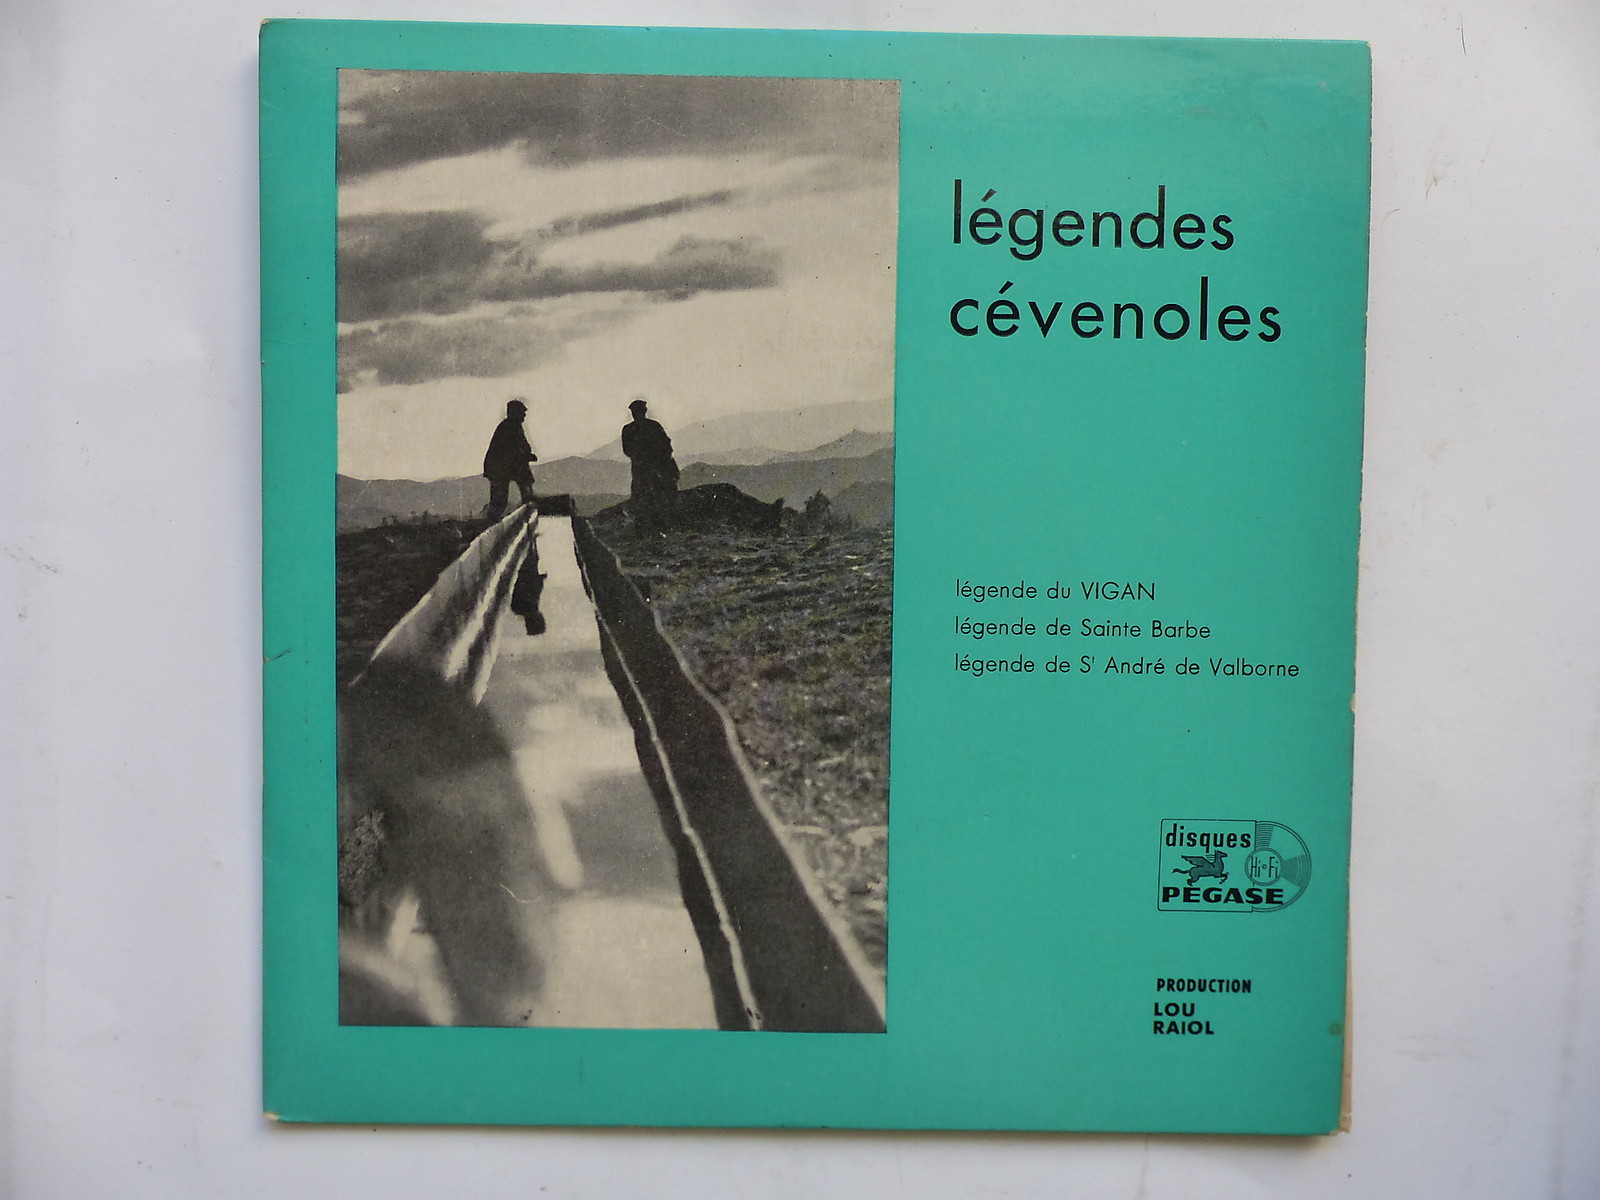 légendes
cévenoles
légende du VIGAN
légende de Sainte Barbe
légende de St André de Valborne
disques
Hi-Fi
PEGASE
PRODUCTION
LOU
RAIOL